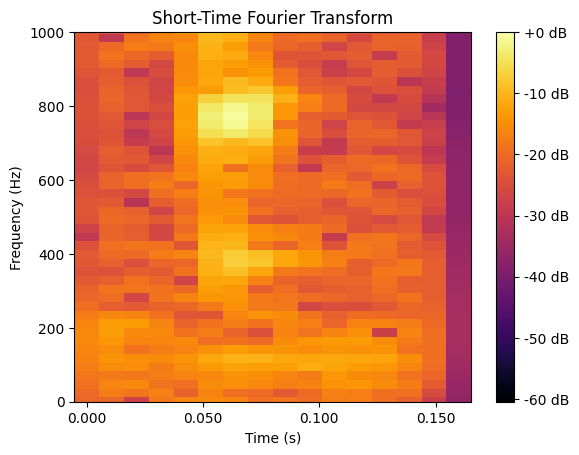 Short-Time Fourier Transform
1000
800
600
400
200
0
Frequency (Hz)
0.000
0.050
0.100
0.150
Time (s)
+0 dB
-10 dB
-20 dB
-30 dB
-40 dB
-50 dB
-60 dB